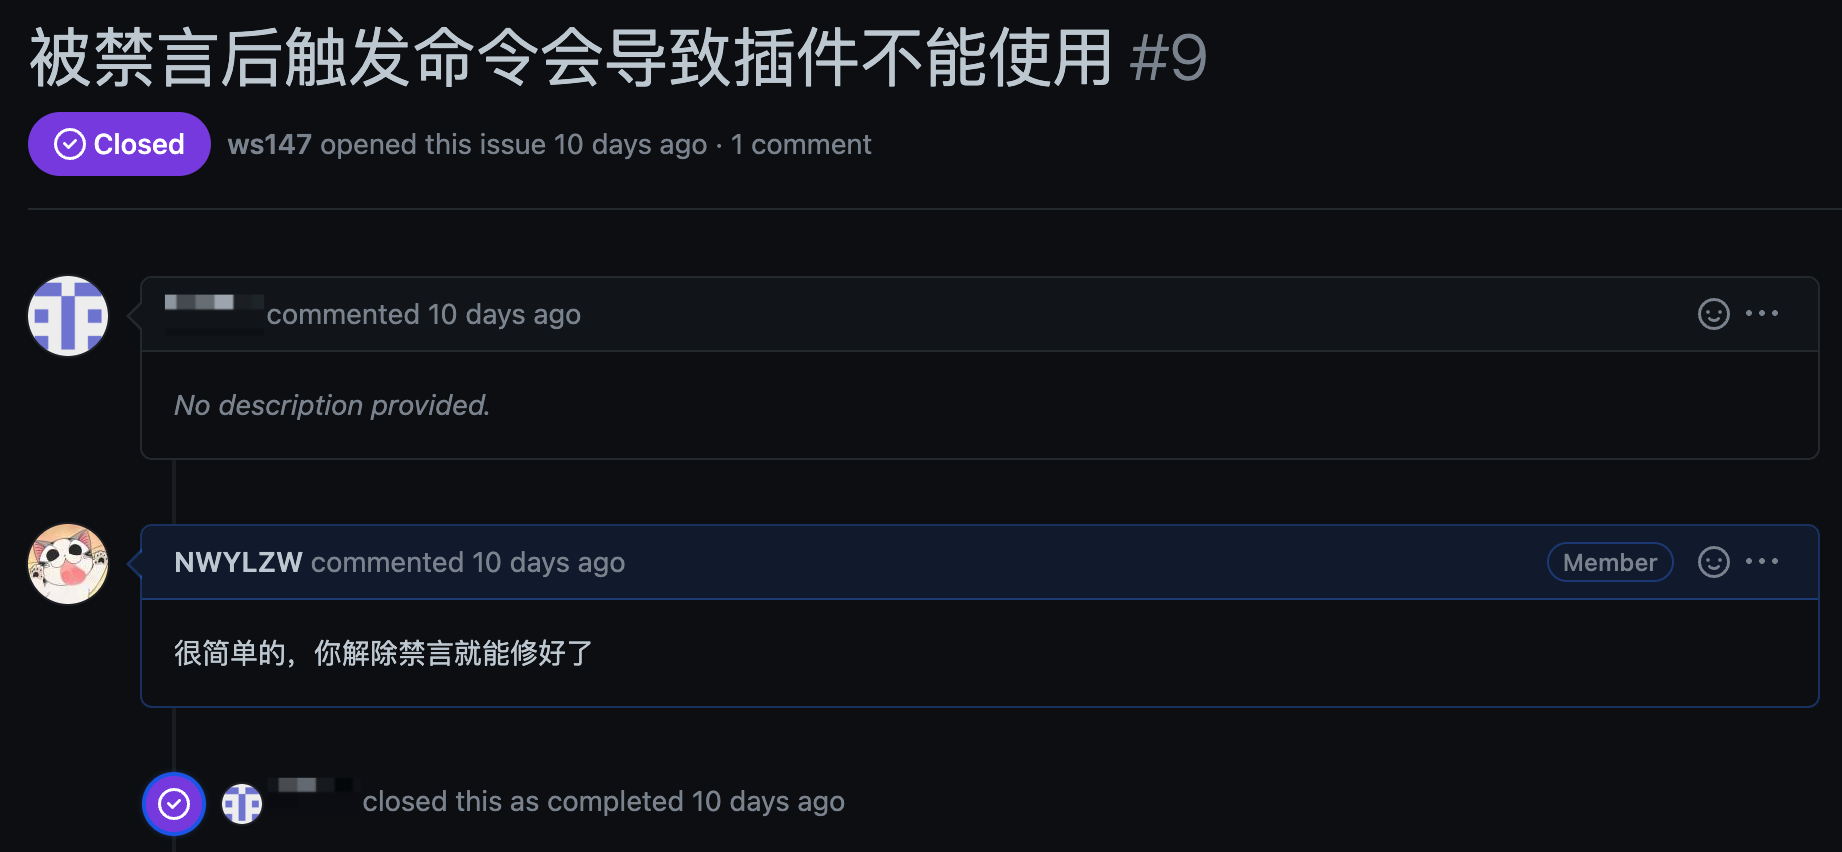 被禁言后触发命令会导致插件不能使用 #9
Closed ws147 opened this issue 10 days ago · 1 comment
commented 10 days ago
No description provided.
NWYLZW commented 10 days ago Member
很简单的，你解除禁言就能修好了
closed this as completed 10 days ago